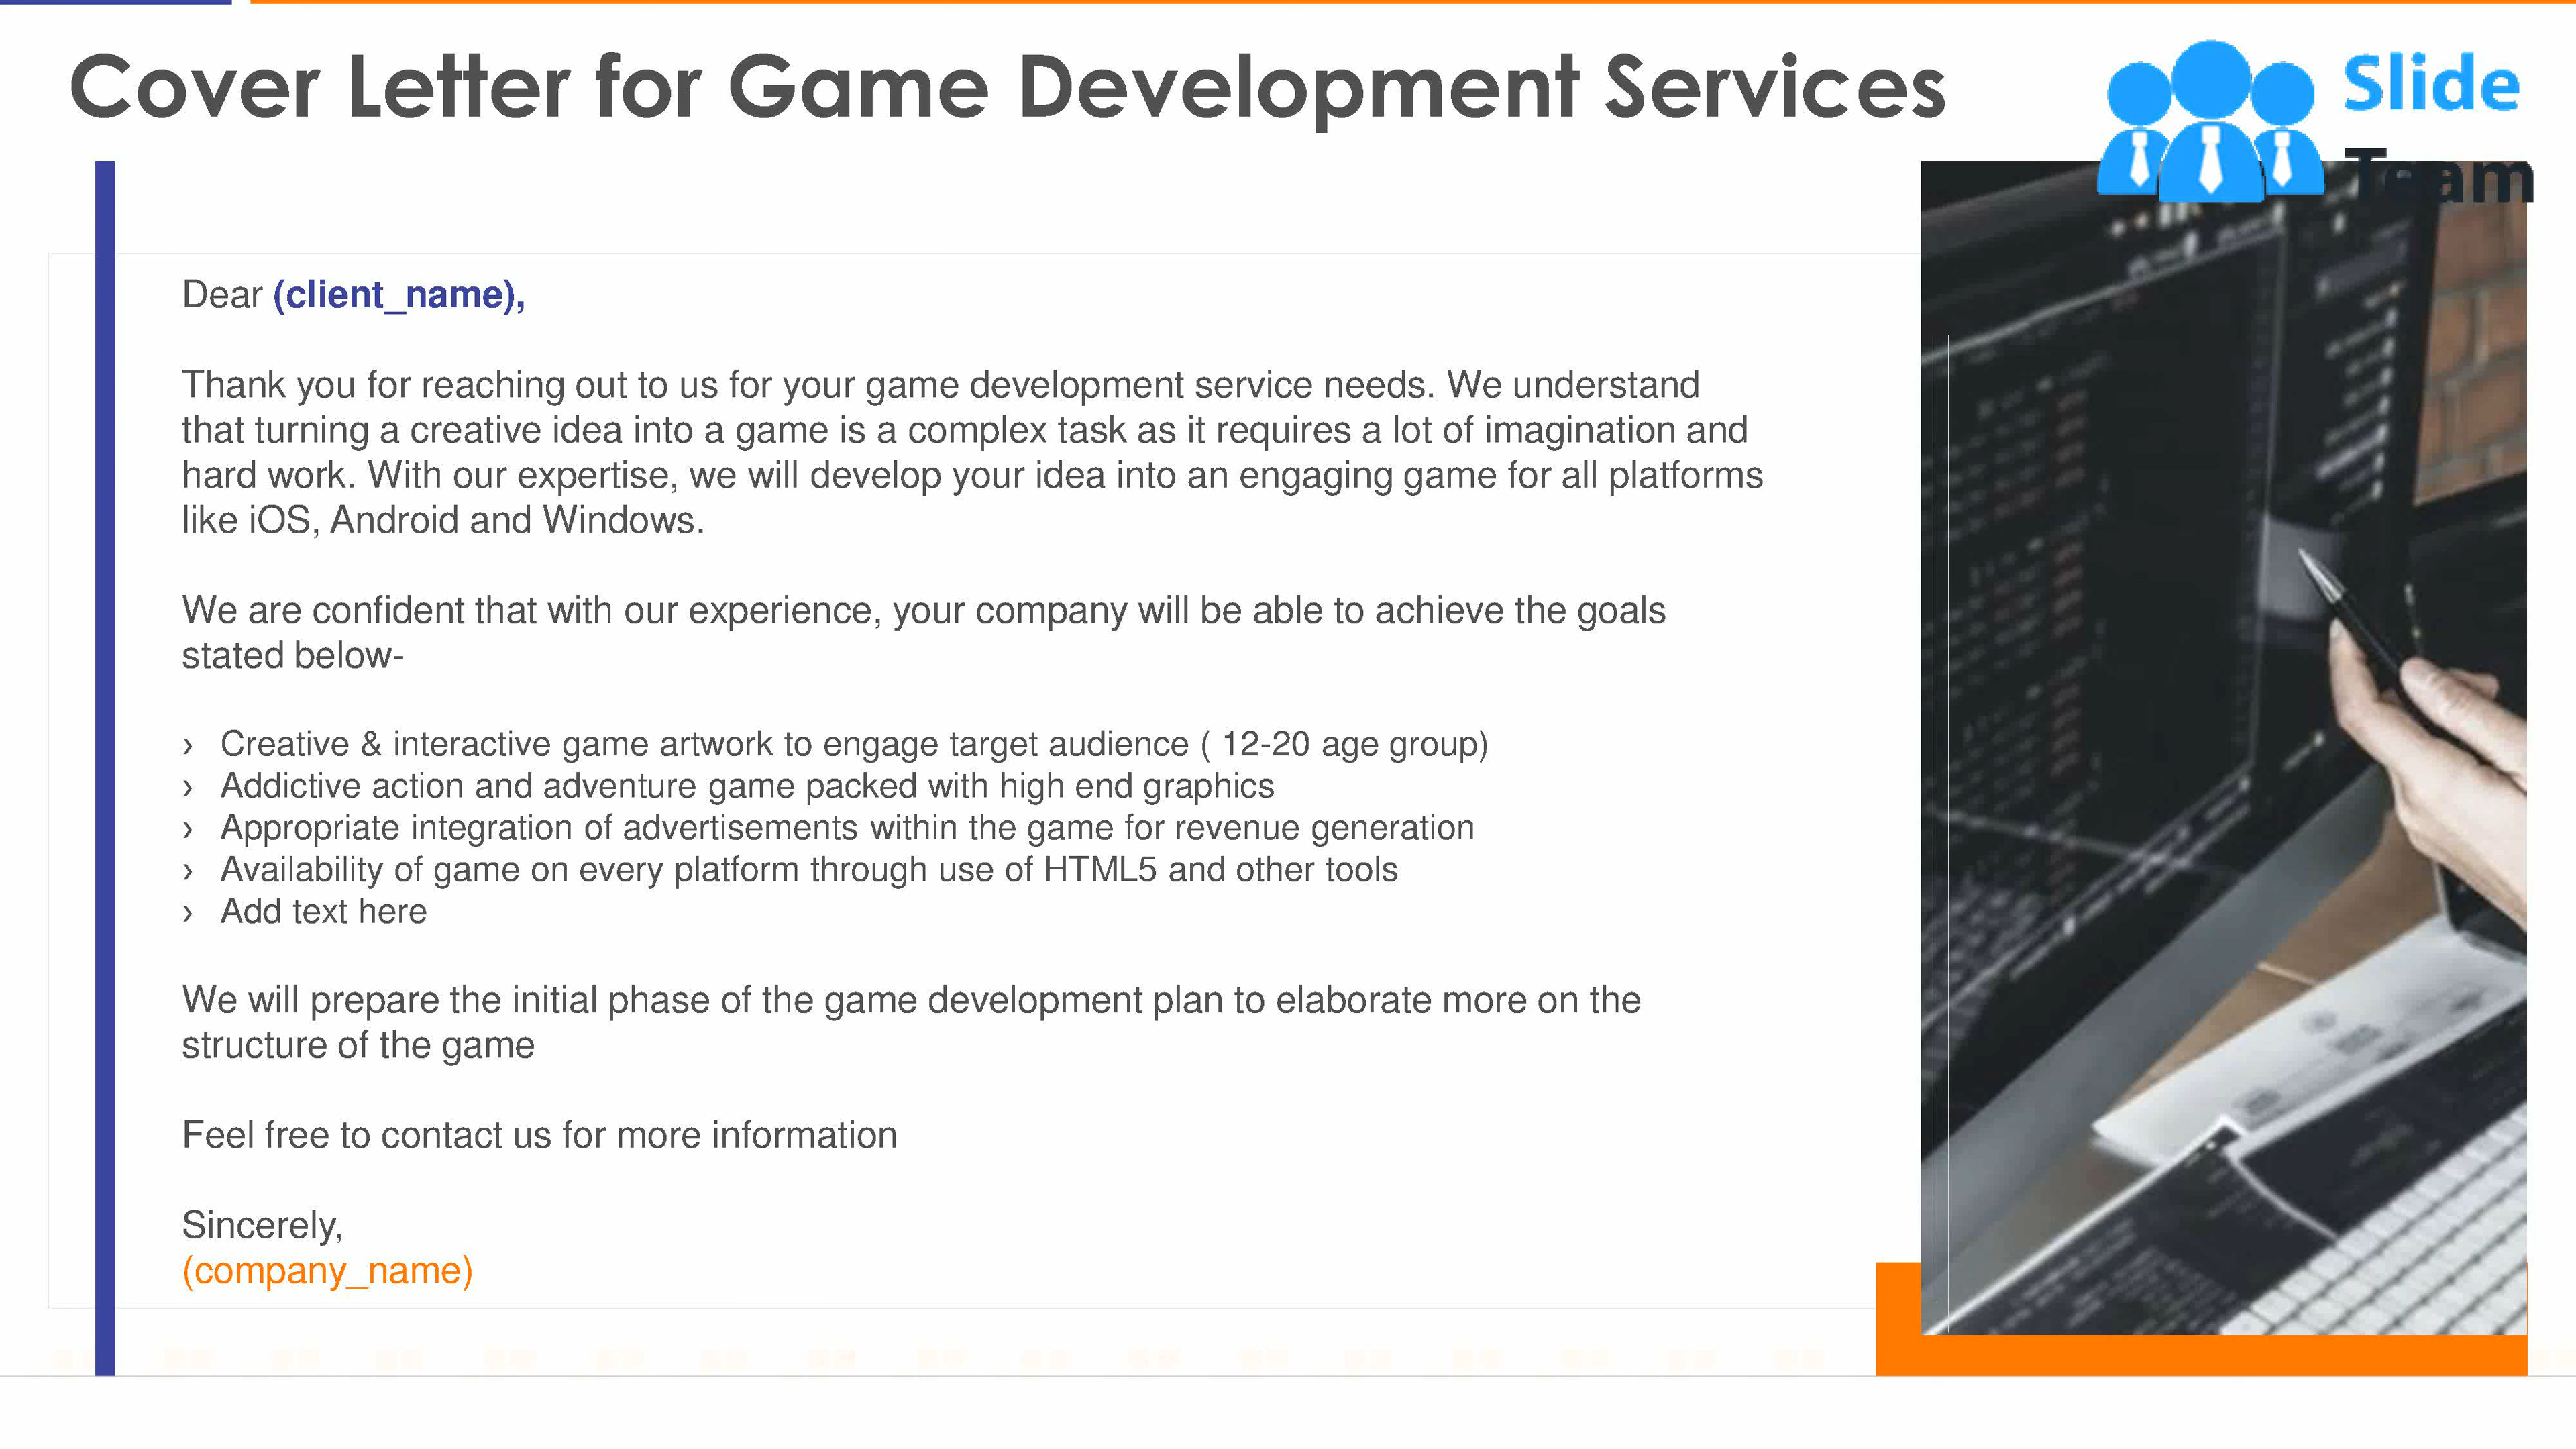 Cover Letter for Game Development Services
Slide
Team
Dear (client_name),
Thank you for reaching out to us for your game development service needs. We understand
that turning a creative idea into a game is a complex task as it requires a lot of imagination and
hard work. With our expertise, we will develop your idea into an engaging game for all platforms
like iOS, Android and Windows.
We are confident that with our experience, your company will be able to achieve the goals
stated below-
› Creative & interactive game artwork to engage target audience ( 12-20 age group)
› Addictive action and adventure game packed with high end graphics
› Appropriate integration of advertisements within the game for revenue generation
› Availability of game on every platform through use of HTML5 and other tools
› Add text here
We will prepare the initial phase of the game development plan to elaborate more on the
structure of the game
Feel free to contact us for more information
Sincerely,
(company_name)